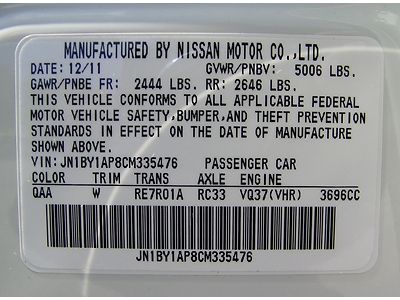 MANUFACTURED BY NISSAN MOTOR CO.,LTD.
DATE: 12/11 GVWR/PNBV: 5006 LBS.
GAWR/PNBE FR: 2444 LBS. RR: 2646 LBS.
THIS VEHICLE CONFORMS TO ALL APPLICABLE FEDERAL
MOTOR VEHICLE SAFETY,BUMPER,AND THEFT PREVENTION
STANDARDS IN EFFECT ON THE DATE OF MANUFACTURE
SHOWN ABOVE.
VIN: JN1BY1AP8CM335476 PASSENGER CAR
COLOR TRIM TRANS AXLE ENGINE
QAA W RE7R01A RC33 VQ37(VHR) 3696CC
JN1BY1AP8CM335476